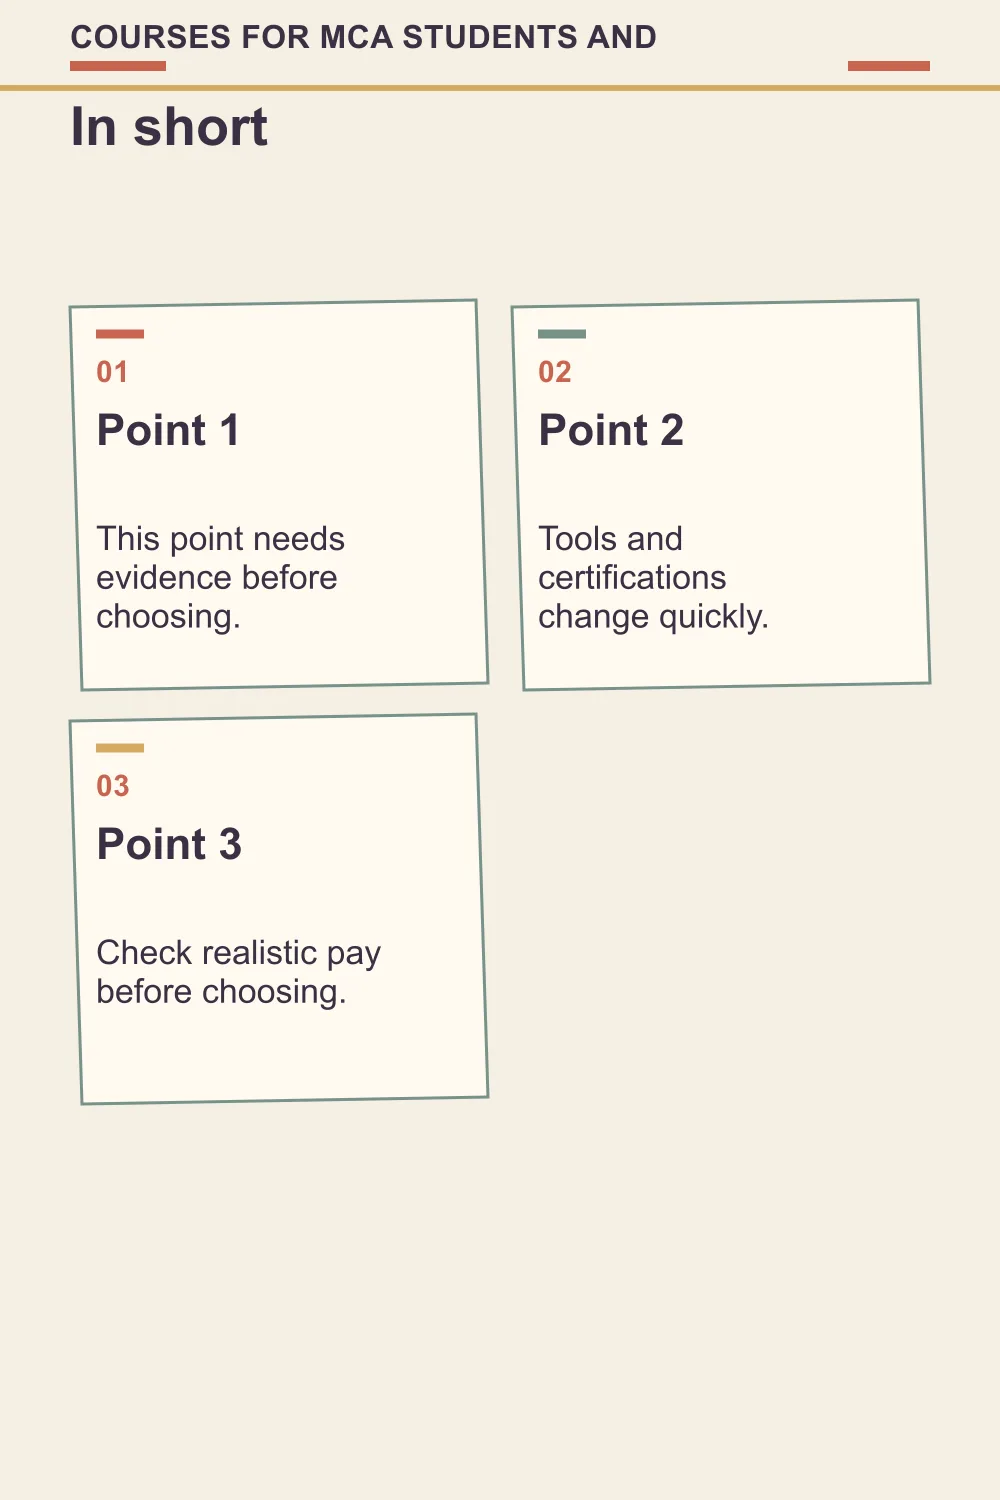 COURSES FOR MCA STUDENTS AND
In short
01
Point 1
This point needs
evidence before
choosing.
02
Point 2
Tools and
certifications
change quickly.
03
Point 3
Check realistic pay
before choosing.